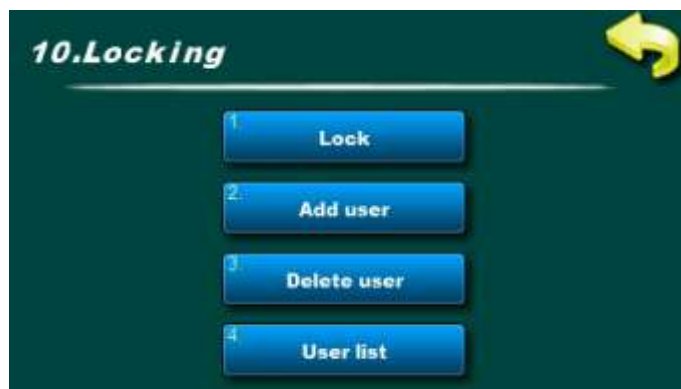 10.Locking
1.
Lock
2.
Add user
3.
Delete user
4.
User list